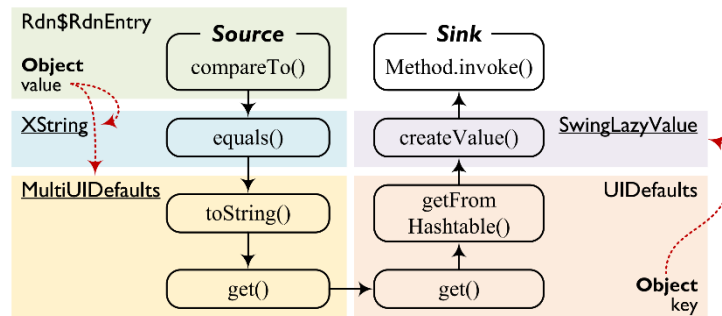 Rdn$RdnEntry
Source
compareTo()
Object
value
Sink
Method.invoke()
XString
equals()
createValue()
SwingLazyValue
MultiUIDefaults
toString()
get()
getFrom
Hashtable()
get()
UIDefaults
Object
key